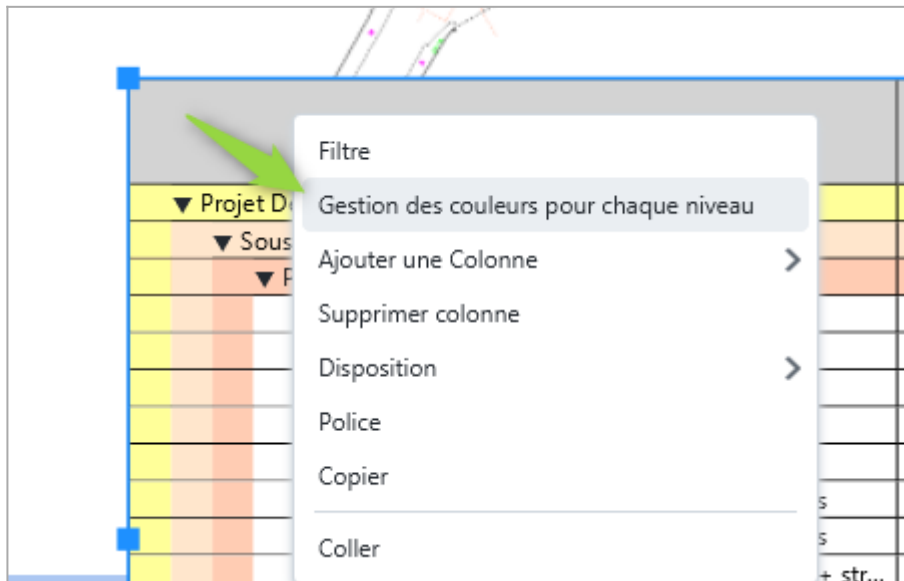 Filtre
▼ Projet D
Gestion des couleurs pour chaque niveau
▼ Sous
Ajouter une Colonne
▼ P
Supprimer colonne
Disposition
Police
Copier
s
Coller
s
+ str...